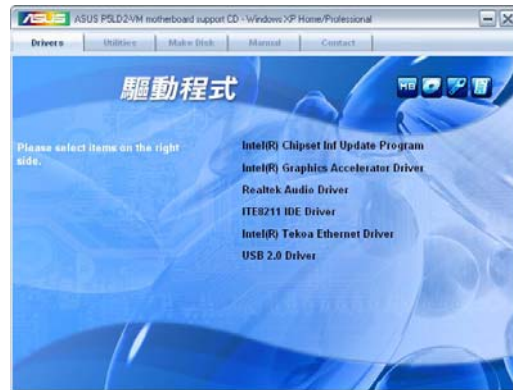 ASUS ASUS P5LD2-VM motherboard support CD - Windows XP Home/Professional
Drivers Utilities Make Disk Manual Contact
驅動程式
MB
Please select items on the right
side.
Intel(R) Chipset Inf Update Program
Intel(R) Graphics Accelerator Driver
Realtek Audio Driver
ITE8211 IDE Driver
Intel(R) Tekoa Ethernet Driver
USB 2.0 Driver